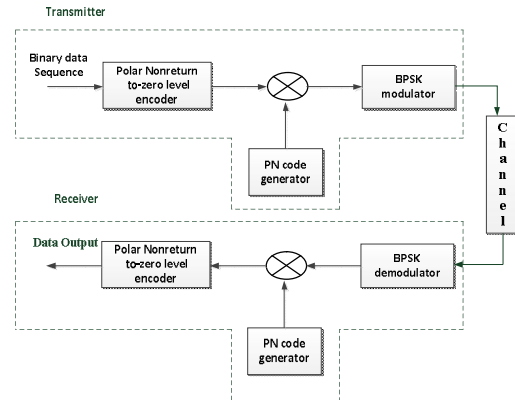 Transmitter
Binary data
Sequence
Polar Nonreturn
to-zero level
encoder
BPSK
modulator
PN code
generator
Channel
Receiver
Data Output
Polar Nonreturn
to-zero level
encoder
BPSK
demodulator
PN code
generator